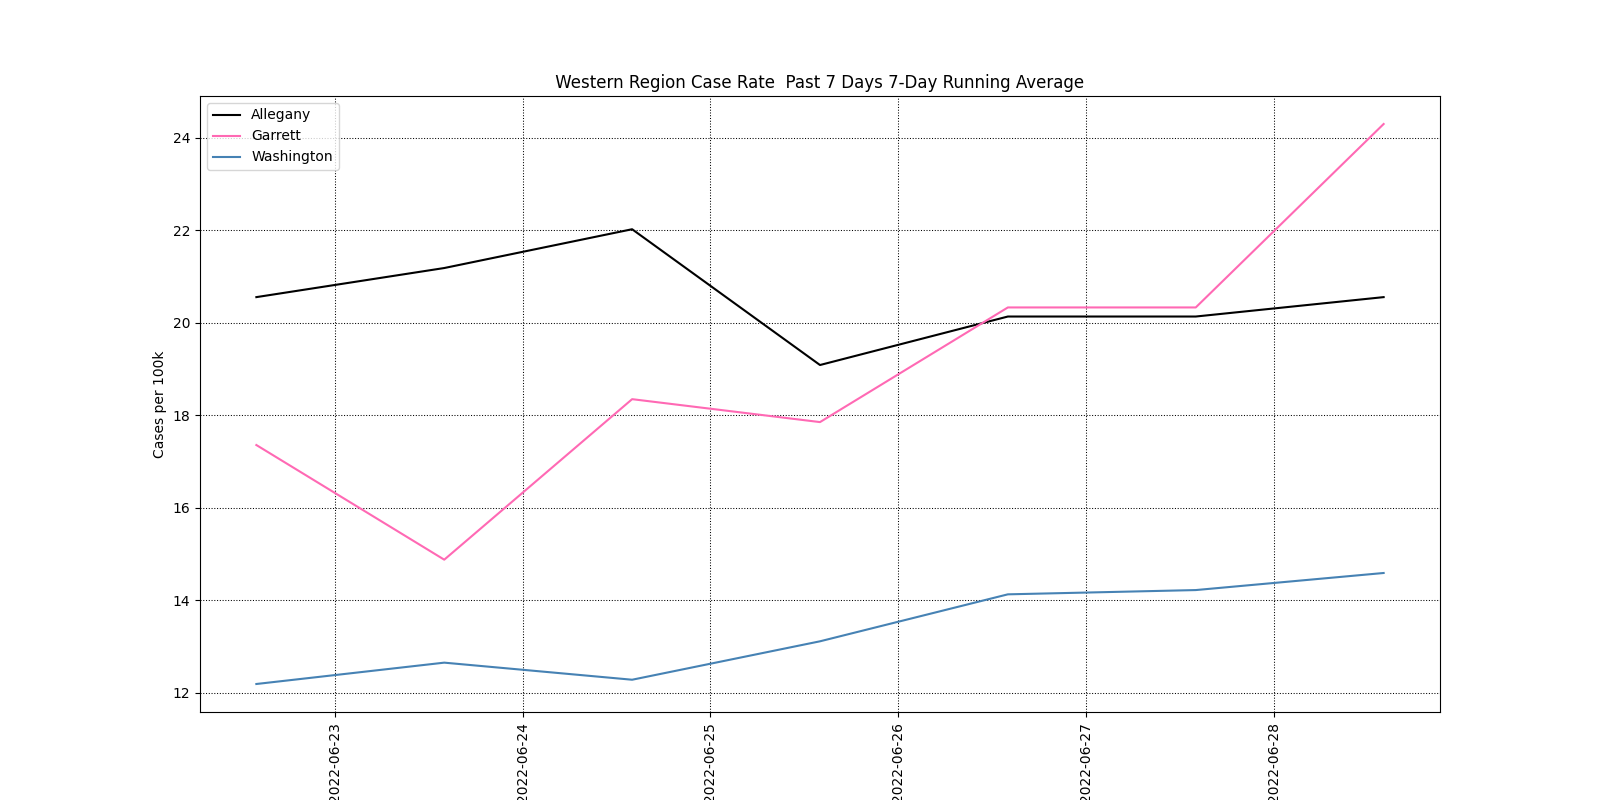 Western Region Case Rate  Past 7 Days 7-Day Running Average
Allegany
Garrett
Washington
Cases per 100k
24
22
20
18
16
14
12
2022-06-23
2022-06-24
2022-06-25
2022-06-26
2022-06-27
2022-06-28